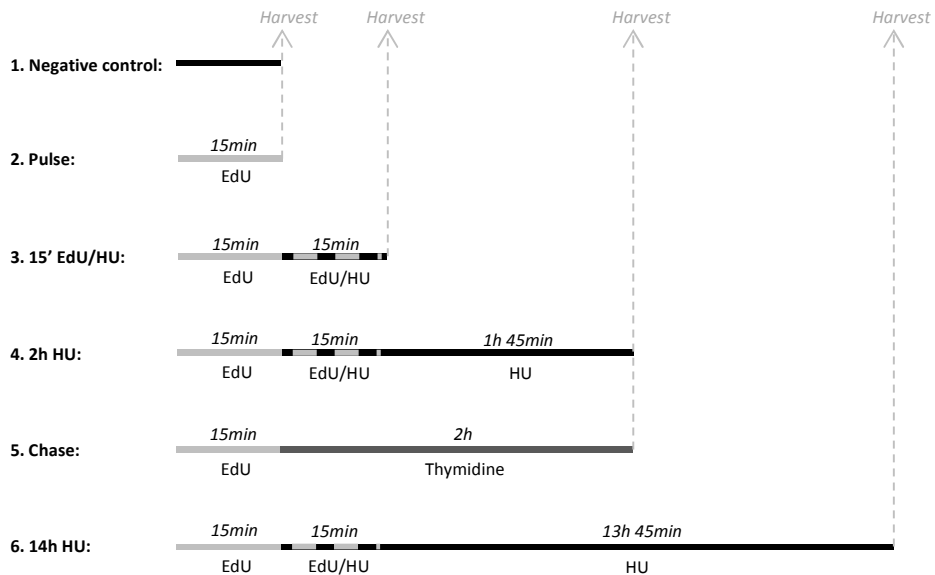 Harvest Harvest Harvest Harvest
1. Negative control:
15min
2. Pulse:
EdU
15min 15min
3. 15’ EdU/HU:
EdU EdU/HU
15min 15min 1h 45min
4. 2h HU:
EdU EdU/HU HU
15min 2h
5. Chase:
EdU Thymidine
15min 15min 13h 45min
6. 14h HU:
EdU EdU/HU HU